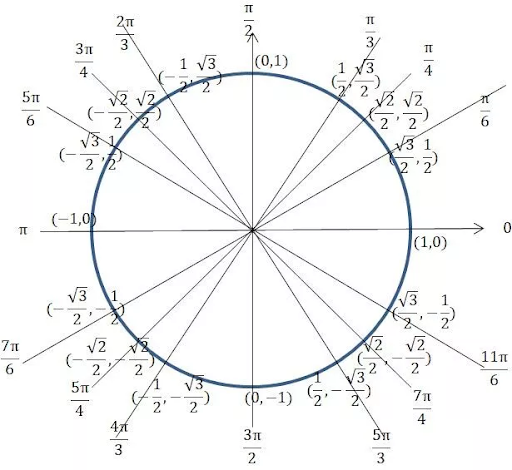 π/2
2π/3
π/3
3π/4
π/4
(0,1)
(−1/2, √3/2)
(1/2, √3/2)
5π/6
π/6
(−√2/2, √2/2)
(√2/2, √2/2)
(−√3/2, 1/2)
(√3/2, 1/2)
(−1,0)
π
0
(1,0)
(−√3/2, −1/2)
(√3/2, −1/2)
7π/6
11π/6
(−√2/2, −√2/2)
(√2/2, −√2/2)
5π/4
7π/4
(−1/2, −√3/2)
(0,−1)
(1/2, −√3/2)
4π/3
3π/2
5π/3